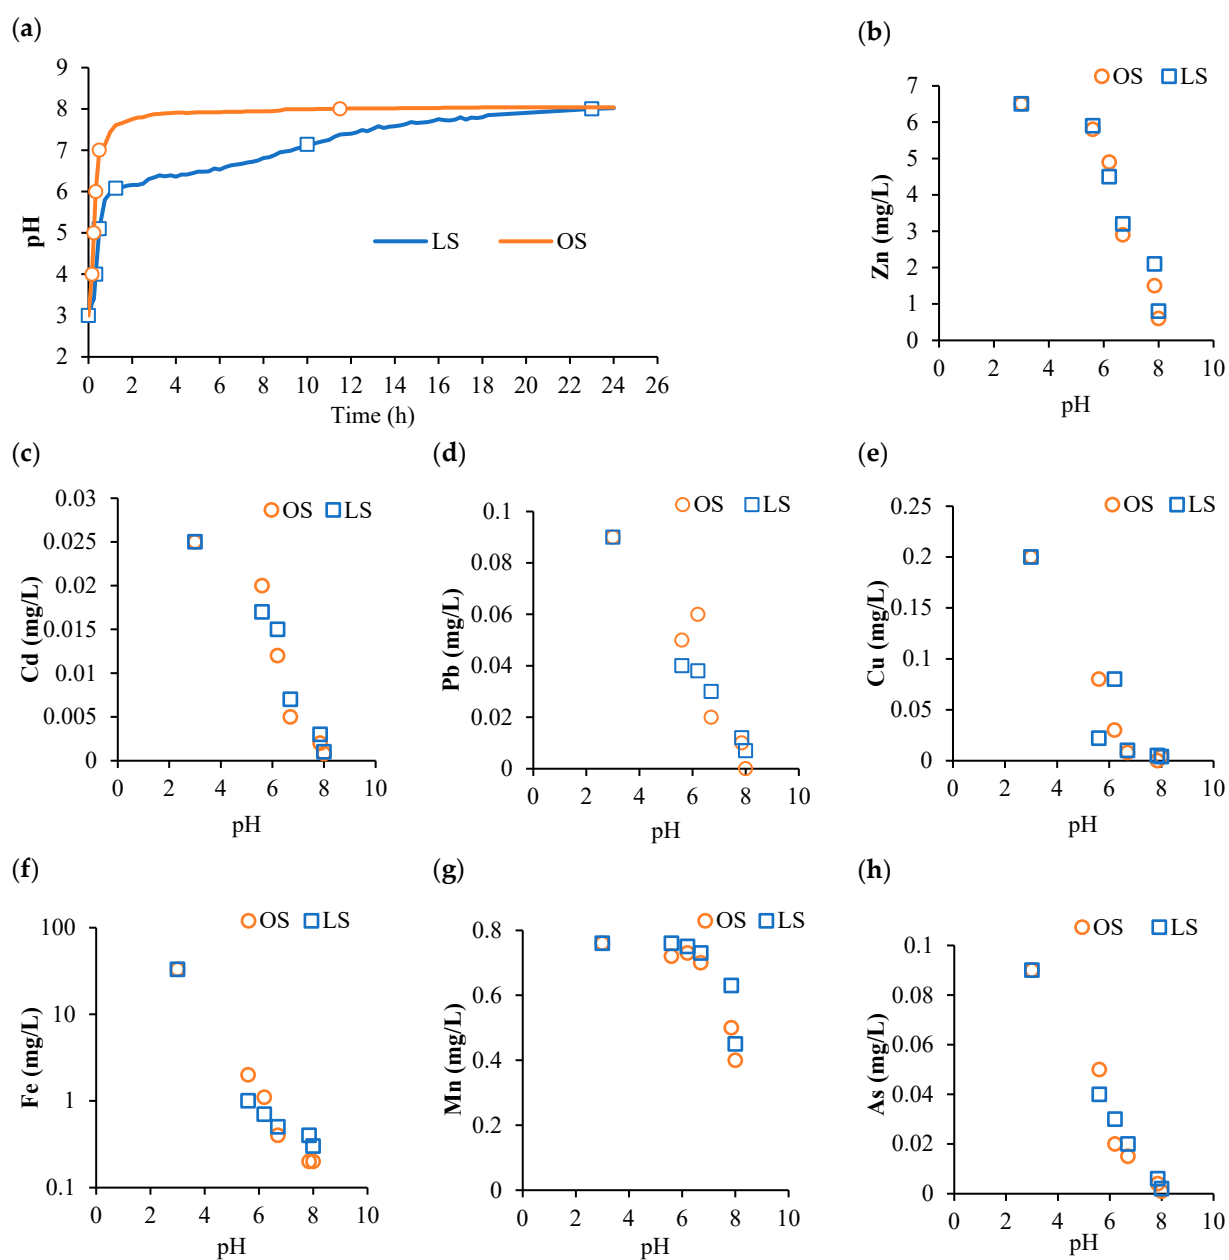 (a)
9
8
7
6
5
4
3
2
pH
0 2 4 6 8 10 12 14 16 18 20 22 24 26
Time (h)
LS OS
(b)
OS LS
7
6
5
4
3
2
1
0
Zn (mg/L)
0 2 4 6 8 10
pH
(c)
OS LS
0.03
0.025
0.02
0.015
0.01
0.005
0
Cd (mg/L)
0 2 4 6 8 10
pH
(d)
OS LS
0.1
0.08
0.06
0.04
0.02
0
Pb (mg/L)
0 2 4 6 8 10
pH
(e)
OS LS
0.25
0.2
0.15
0.1
0.05
0
Cu (mg/L)
0 2 4 6 8 10
pH
(f)
OS LS
100
10
1
0.1
Fe (mg/L)
0 2 4 6 8 10
pH
(g)
OS LS
0.8
0.6
0.4
0.2
0
Mn (mg/L)
0 2 4 6 8 10
pH
(h)
OS LS
0.1
0.08
0.06
0.04
0.02
0
As (mg/L)
0 2 4 6 8 10
pH